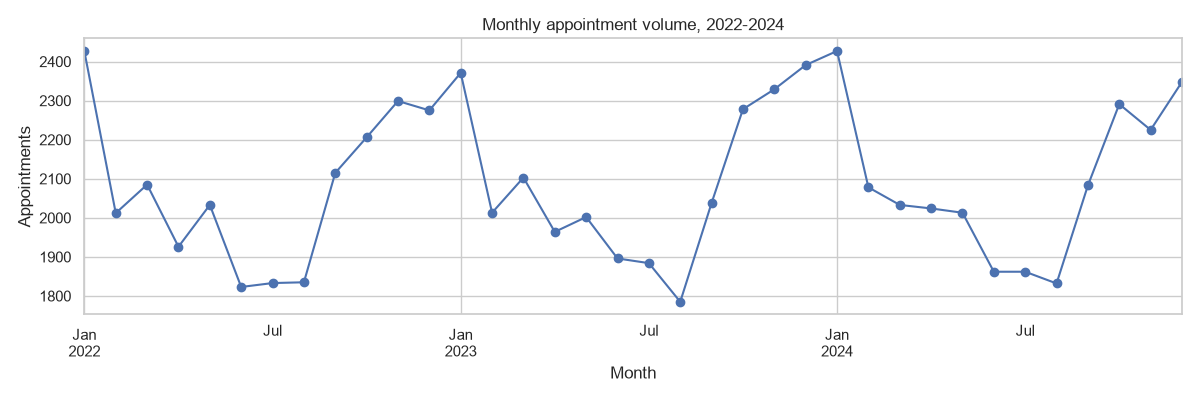 Monthly appointment volume, 2022-2024
Appointments
2400
2300
2200
2100
2000
1900
1800
Jan
2022
Jul
Jan
2023
Jul
Jan
2024
Jul
Month